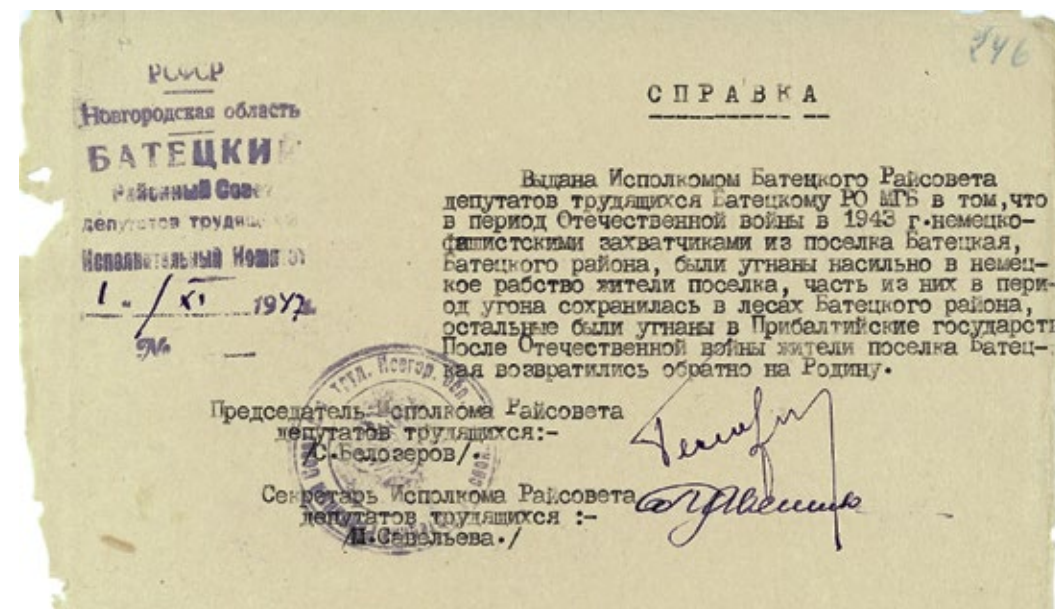 246
РСФСР
Новгородская область
БАТЕЦКИЙ
Районный Совет
депутатов трудящихся
Исполнительный Комитет
1 " XI 1947 г.
№
СПРАВКА
Выдана Исполкомом Батецкого Райсовета
депутатов трудящихся Батецкому РО МГБ в том,что
в период Отечественной войны в 1943 г.немецко-
фашистскими захватчиками из поселка Батецкая,
Батецкого района, были угнаны насильно в немец-
кое рабство жители поселка, часть из них в пери-
од угона сохранилась в лесах Батецкого района,
остальные были угнаны в Прибалтийские государст
После Отечественной войны жители поселка Батец-
кая возвратились обратно на Родину.
Председатель Исполкома Райсовета
депутатов трудящихся:-
/С.Белозеров/.
Секретарь Исполкома Райсовета
депутатов трудящихся :-
/П.Савельева./